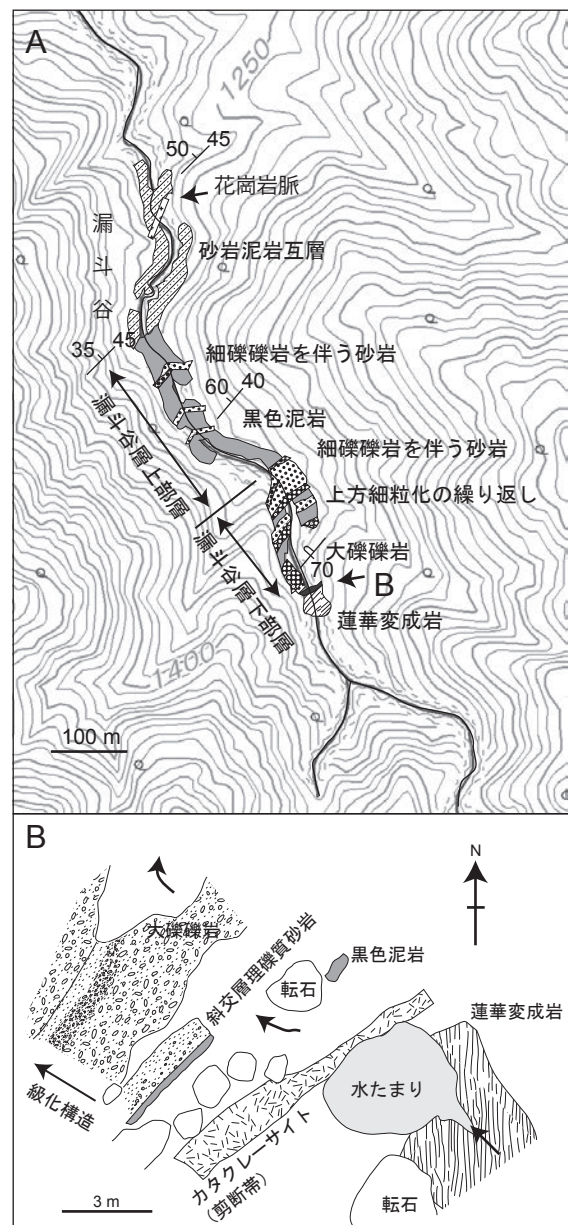 A
1250
50
45
花崗岩脈
漏斗谷
砂岩泥岩互層
35
45
細礫礫岩を伴う砂岩
60
40
黒色泥岩
漏斗谷層上部層
細礫礫岩を伴う砂岩
上方細粒化の繰り返し
漏斗谷層下部層
大礫礫岩
70
B
蓮華変成岩
1400
100 m
B
N
大礫礫岩
斜交層理礫質砂岩
黒色泥岩
転石
蓮華変成岩
水たまり
級化構造
カタクレーサイト
(剪断帯)
3 m
転石